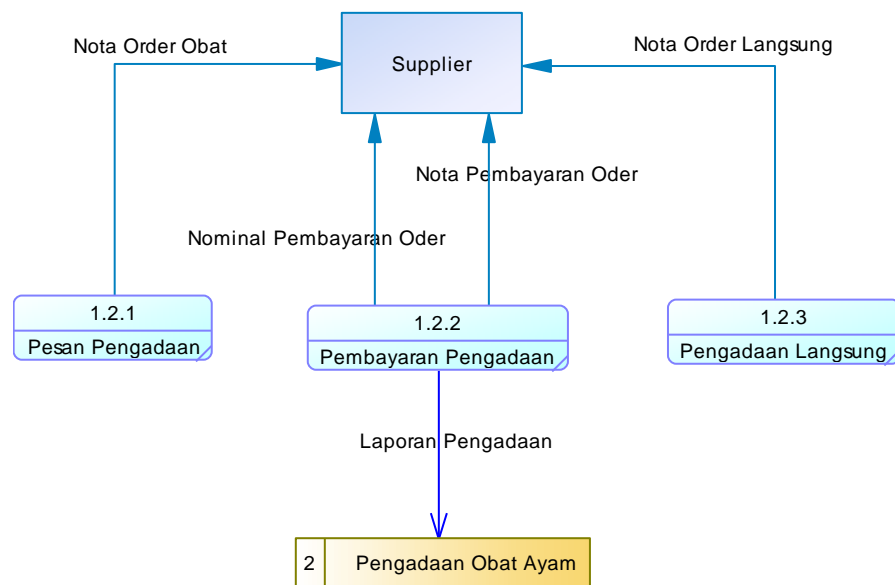 Nota Order Obat
Nota Order Langsung
Supplier
Nota Pembayaran Oder
Nominal Pembayaran Oder
1.2.1
Pesan Pengadaan
1.2.2
Pembayaran Pengadaan
1.2.3
Pengadaan Langsung
Laporan Pengadaan
2 Pengadaan Obat Ayam